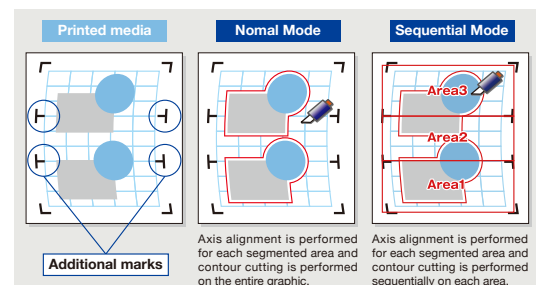 Printed media
Nomal Mode
Sequential Mode
Area3
Area2
Area1
Additional marks
Axis alignment is performed
for each segmented area and
contour cutting is performed
on the entire graphic.
Axis alignment is performed
for each segmented area and
contour cutting is performed
sequentially on each area.